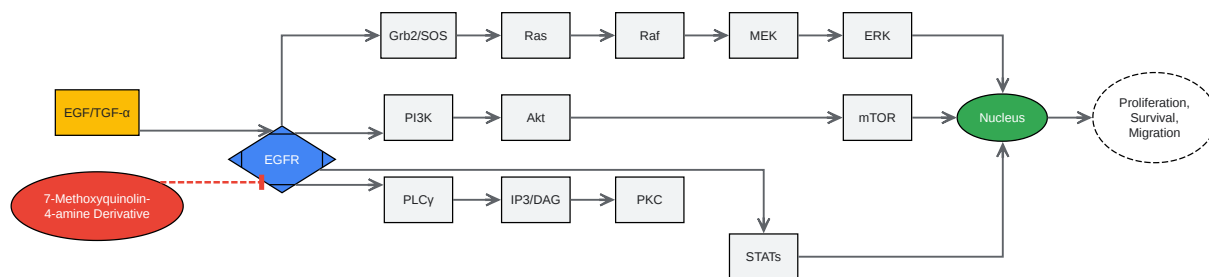 Grb2/SOS
Ras
Raf
MEK
ERK
EGF/TGF-α
PI3K
Akt
mTOR
Nucleus
Proliferation,
Survival,
Migration
EGFR
7-Methoxyquinolin-
4-amine Derivative
PLCγ
IP3/DAG
PKC
STATs